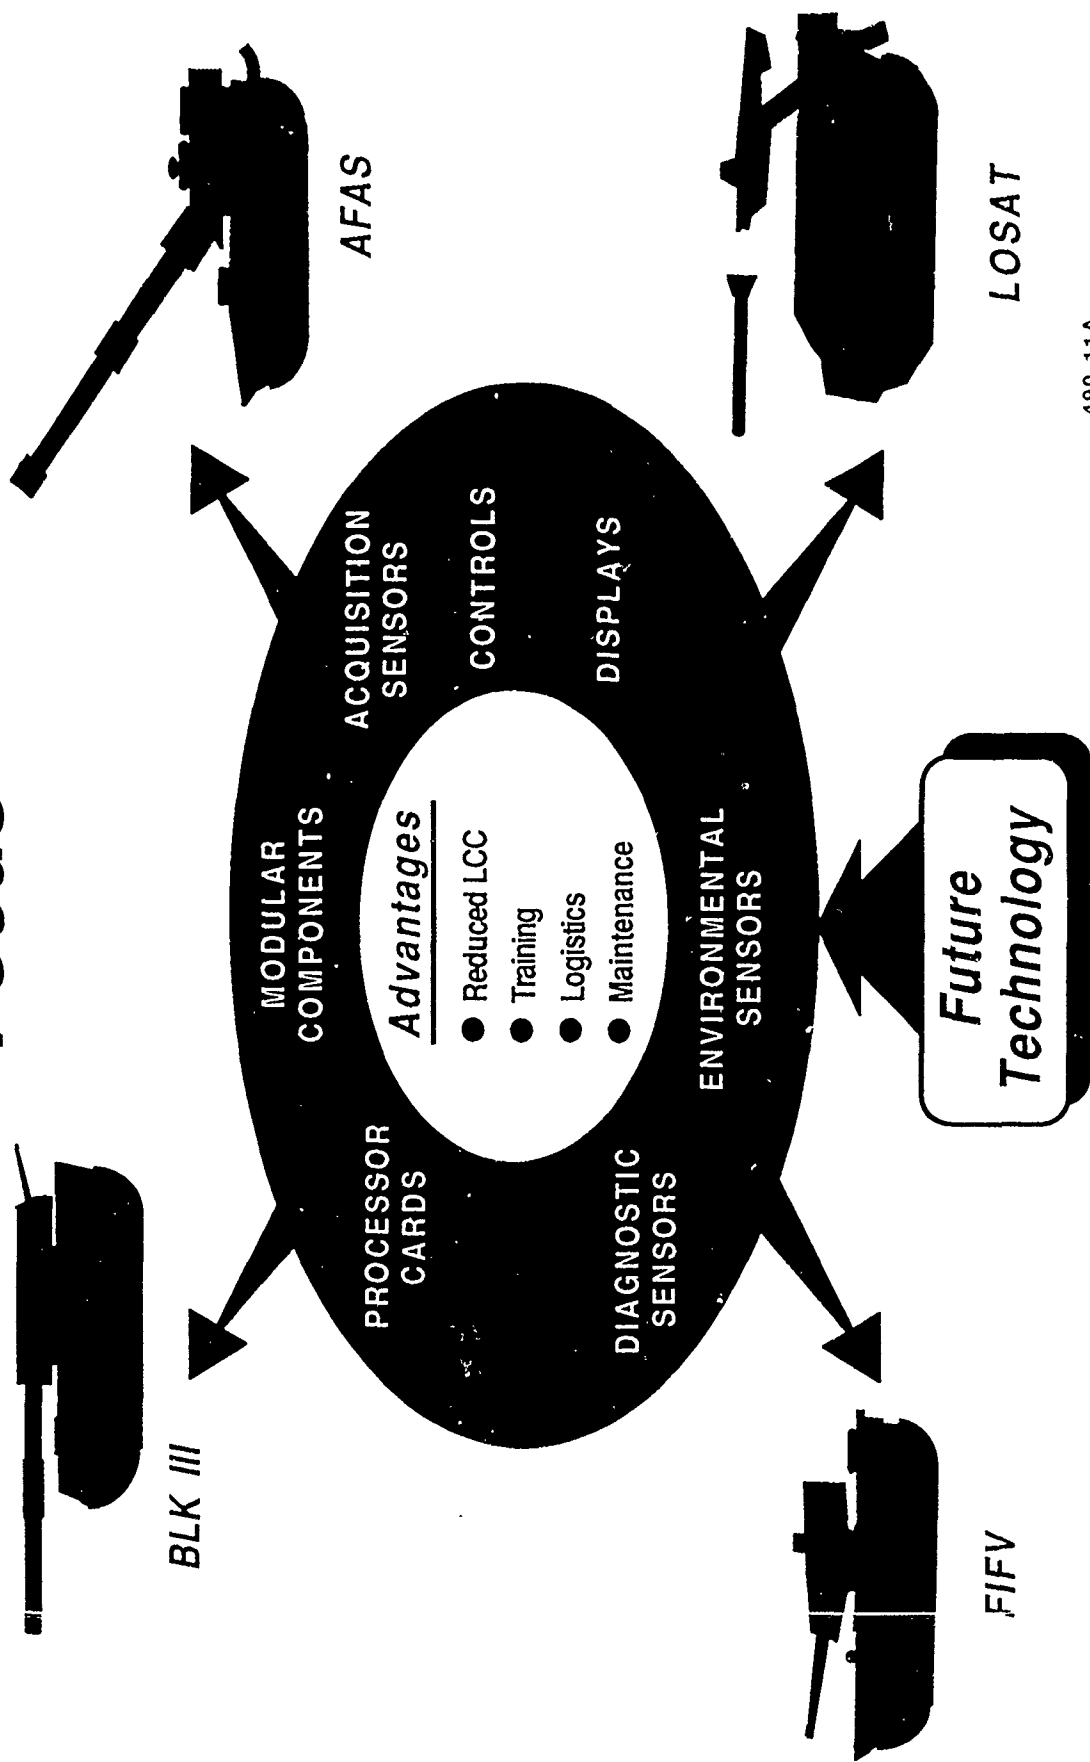 BLK III
AFAS
MODULAR
COMPONENTS
PROCESSOR
CARDS
ACQUISITION
SENSORS
Advantages
● Reduced LCC
● Training
● Logistics
● Maintenance
CONTROLS
DISPLAYS
DIAGNOSTIC
SENSORS
ENVIRONMENTAL
SENSORS
FIFV
Future
Technology
LOSAT